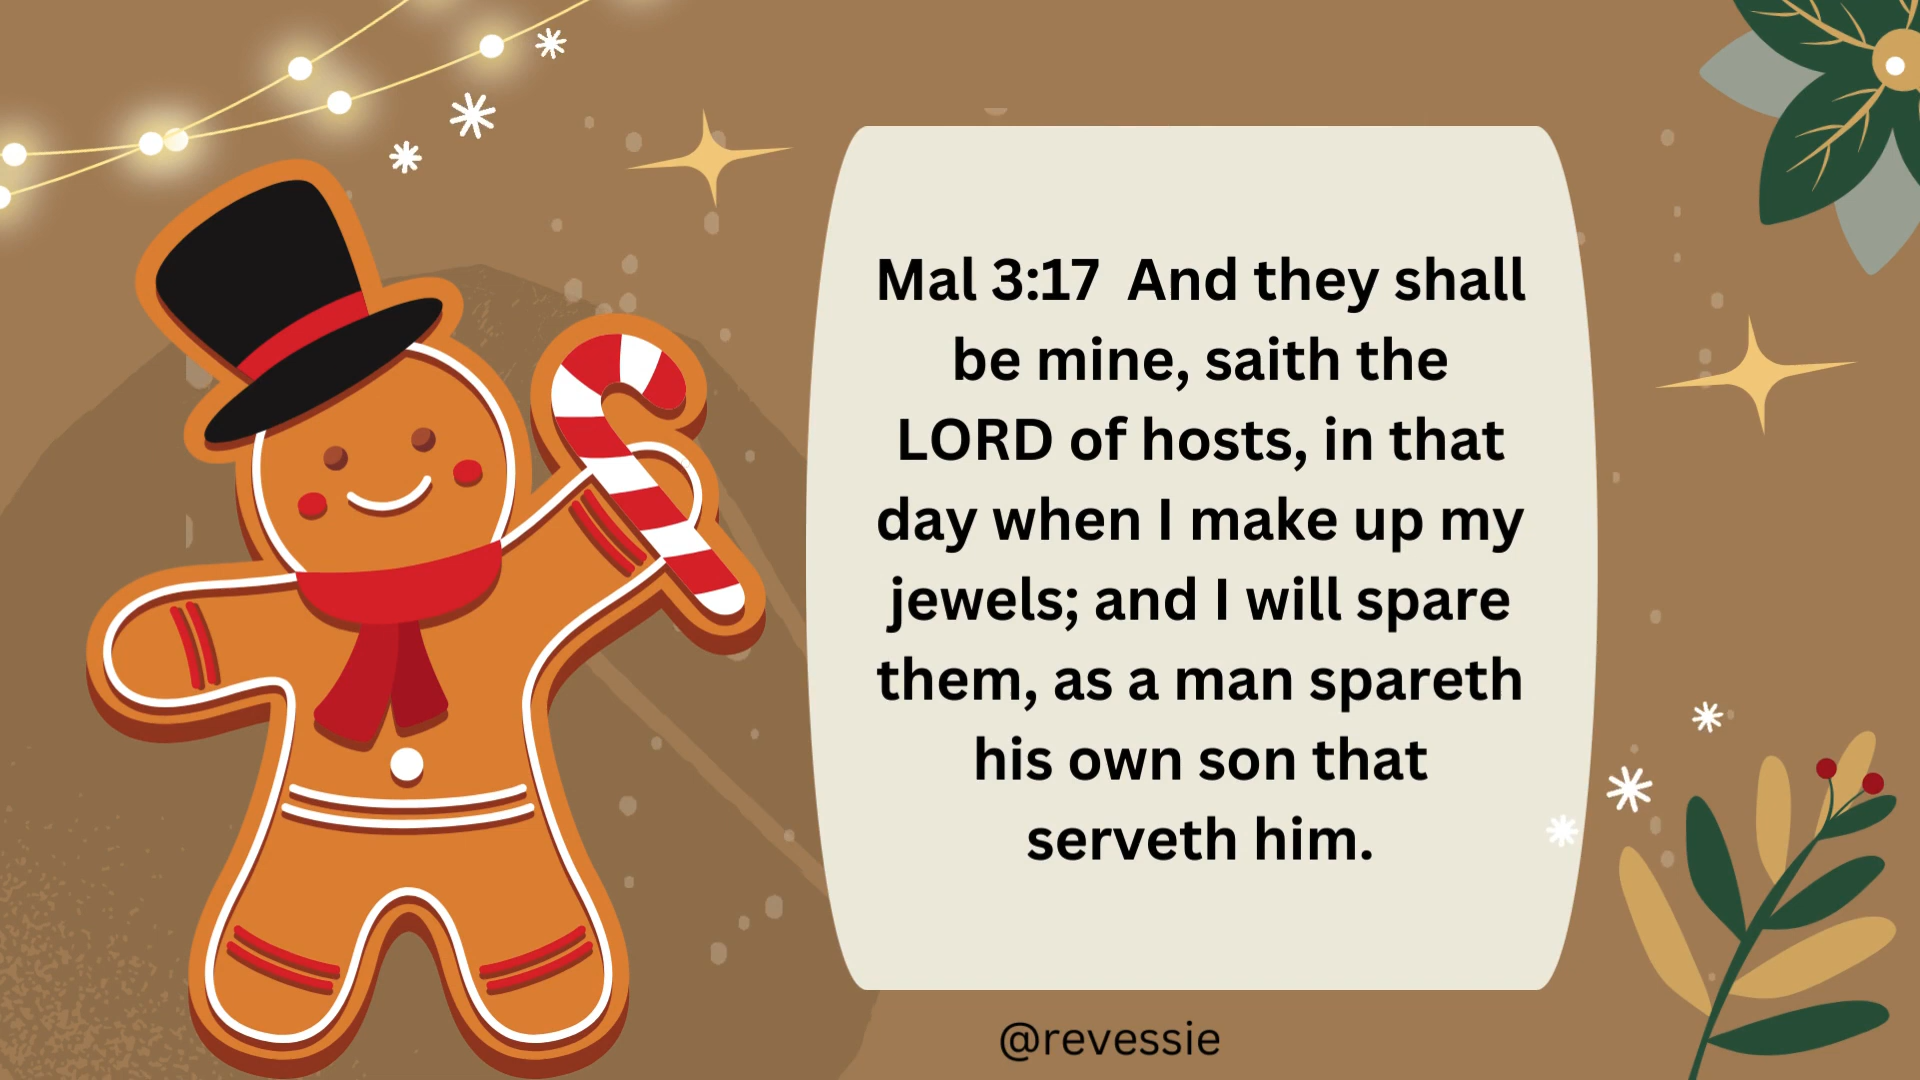 Mal 3:17  And they shall
be mine, saith the
LORD of hosts, in that
day when I make up my
jewels; and I will spare
them, as a man spareth
his own son that
serveth him.
@revessie